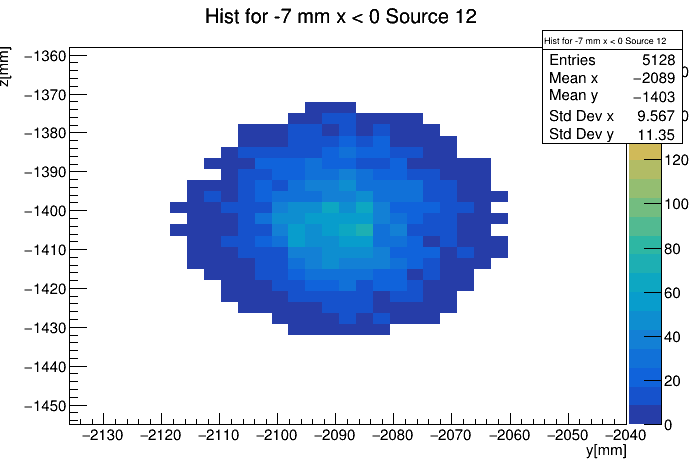 Hist for -7 mm x < 0 Source 12
z[mm]
Hist for -7 mm x < 0 Source 12
Entries 5128
Mean x −2089
Mean y −1403
Std Dev x 9.567
Std Dev y 11.35
−1360
−1370
−1380
−1390
−1400
−1410
−1420
−1430
−1440
−1450
120
100
80
60
40
20
0
−2130 −2120 −2110 −2100 −2090 −2080 −2070 −2060 −2050 −2040
y[mm]